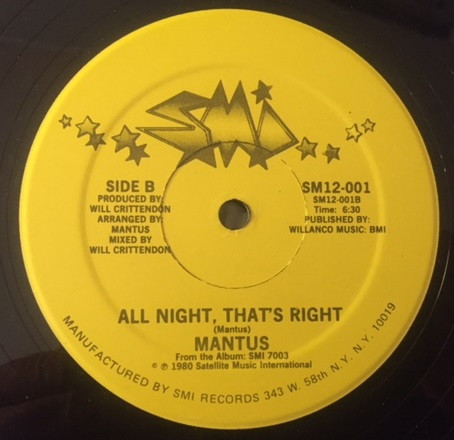 SMI
SIDE B
PRODUCED BY:
WILL CRITTENDON
ARRANGED BY:
MANTUS
MIXED BY
WILL CRITTENDON
SM12-001
SM12-001B
Time: 6:30
PUBLISHED BY:
WILLANCO MUSIC: BMI
ALL NIGHT, THAT'S RIGHT
(Mantus)
MANTUS
From the Album: SMI 7003
© ℗ 1980 Satellite Music International
MANUFACTURED BY SMI RECORDS 343 W. 58th N.Y. N.Y. 10019